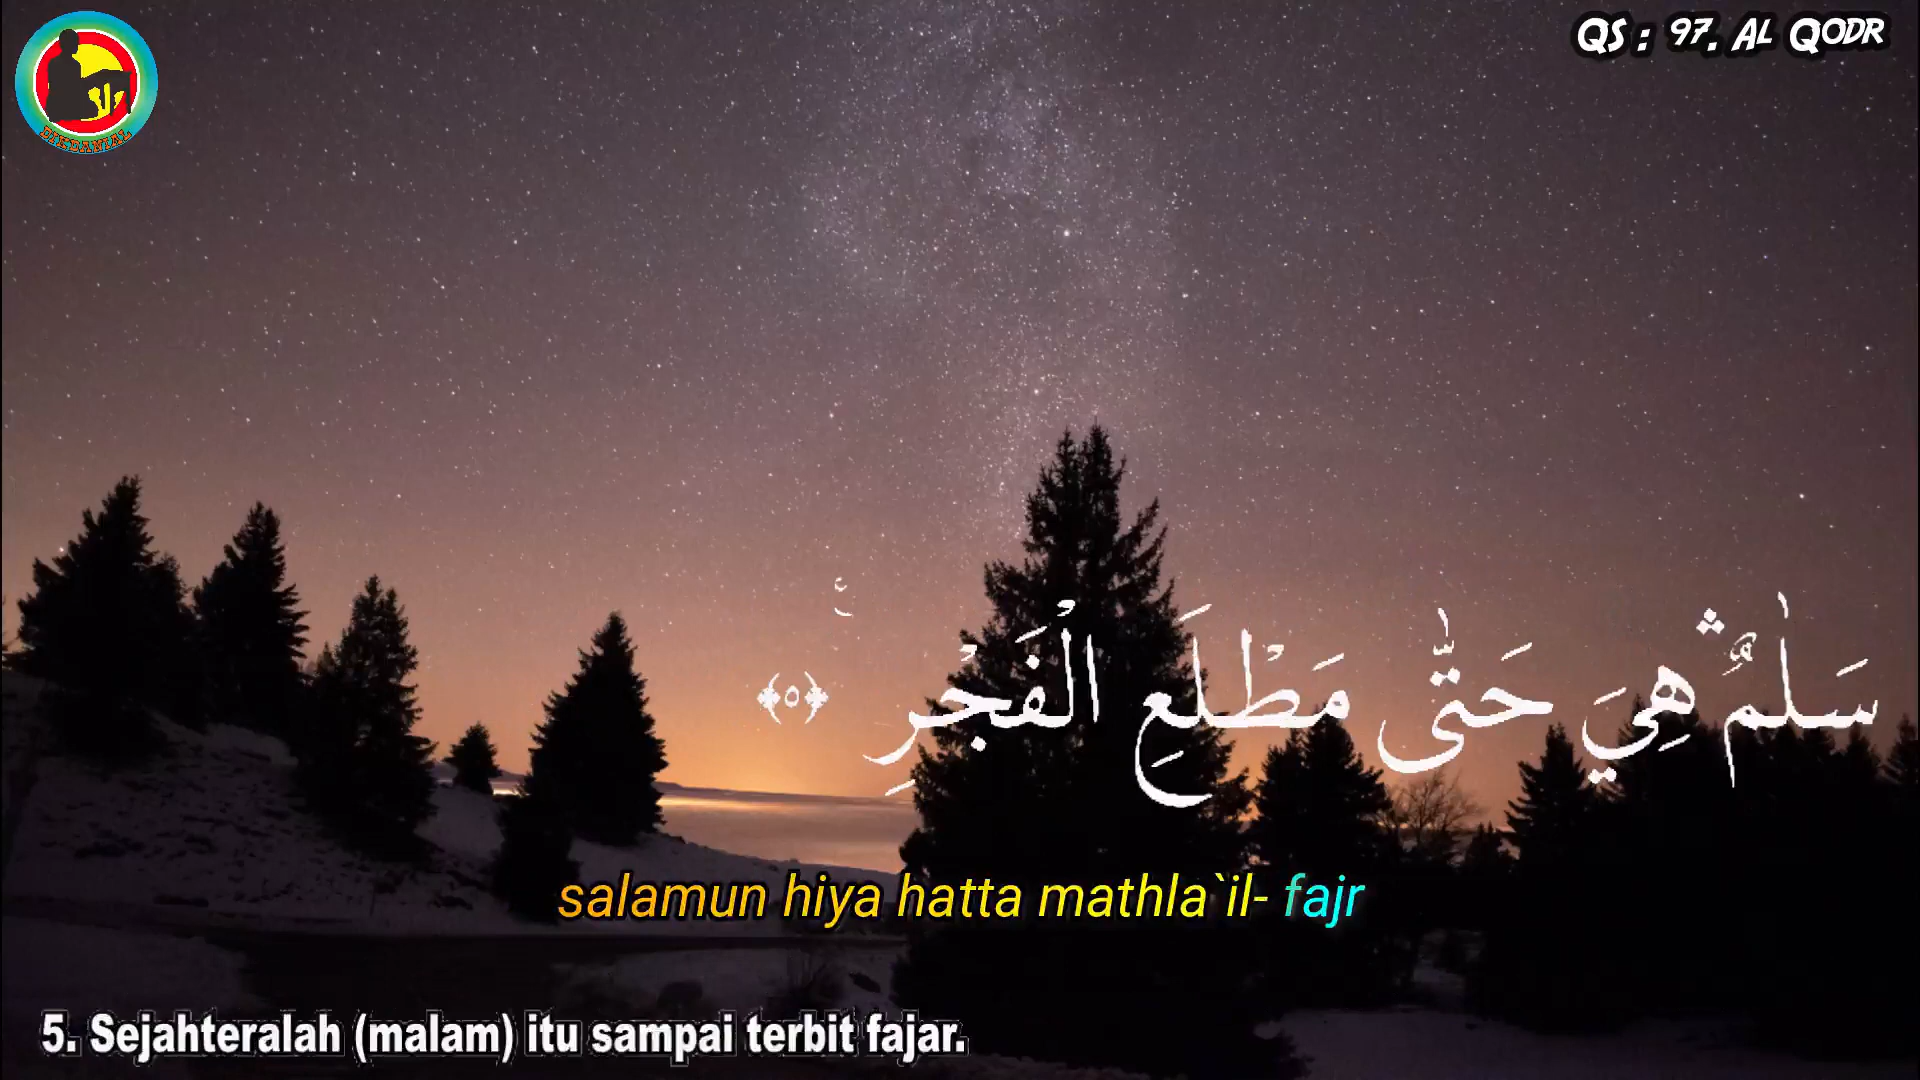 QS : 97. Al Qodr
DIKDANIAL
سَلٰمٌ ۛهِيَ حَتّٰى مَطْلَعِ الْفَجْرِ ࣖ ﴿٥﴾
salamun hiya hatta mathla`il- fajr
5. Sejahteralah (malam) itu sampai terbit fajar.